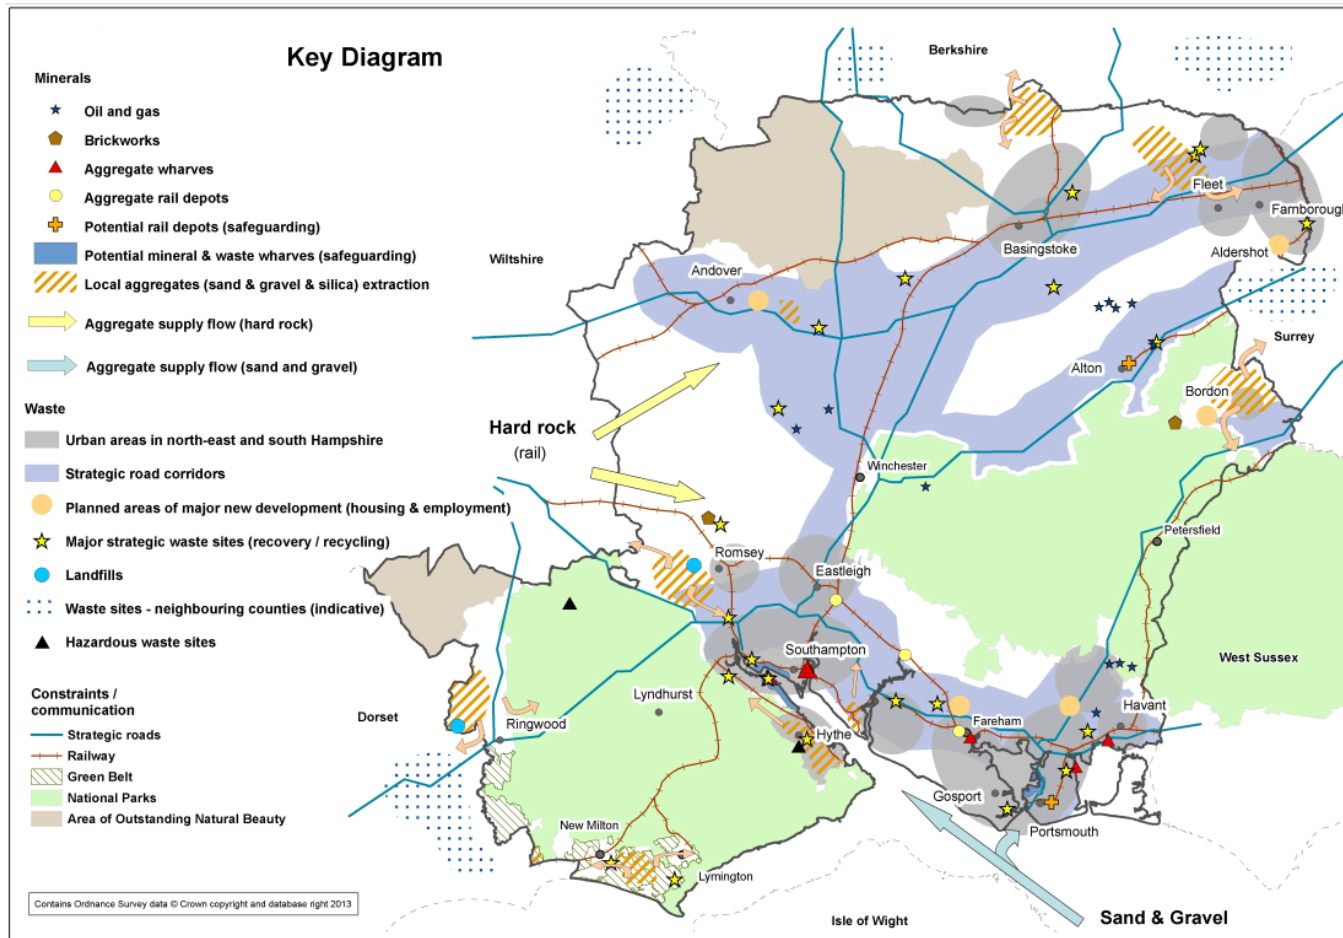 Key Diagram
Minerals
Oil and gas
Brickworks
Aggregate wharves
Aggregate rail depots
Potential rail depots (safeguarding)
Potential mineral & waste wharves (safeguarding)
Local aggregates (sand & gravel & silica) extraction
Aggregate supply flow (hard rock)
Aggregate supply flow (sand and gravel)
Waste
Urban areas in north-east and south Hampshire
Strategic road corridors
Planned areas of major new development (housing & employment)
Major strategic waste sites (recovery / recycling)
Landfills
Waste sites - neighbouring counties (indicative)
Hazardous waste sites
Constraints /
communication
Strategic roads
Railway
Green Belt
National Parks
Area of Outstanding Natural Beauty
Contains Ordnance Survey data © Crown copyright and database right 2013
Berkshire
Fleet
Farnborough
Basingstoke
Aldershot
Wiltshire
Andover
Surrey
Alton
Bordon
Hard rock
(rail)
Winchester
Petersfield
Romsey
Eastleigh
Southampton
West Sussex
Lyndhurst
Dorset
Ringwood
Hythe
Fareham
Havant
Gosport
Portsmouth
New Milton
Lymington
Isle of Wight
Sand & Gravel